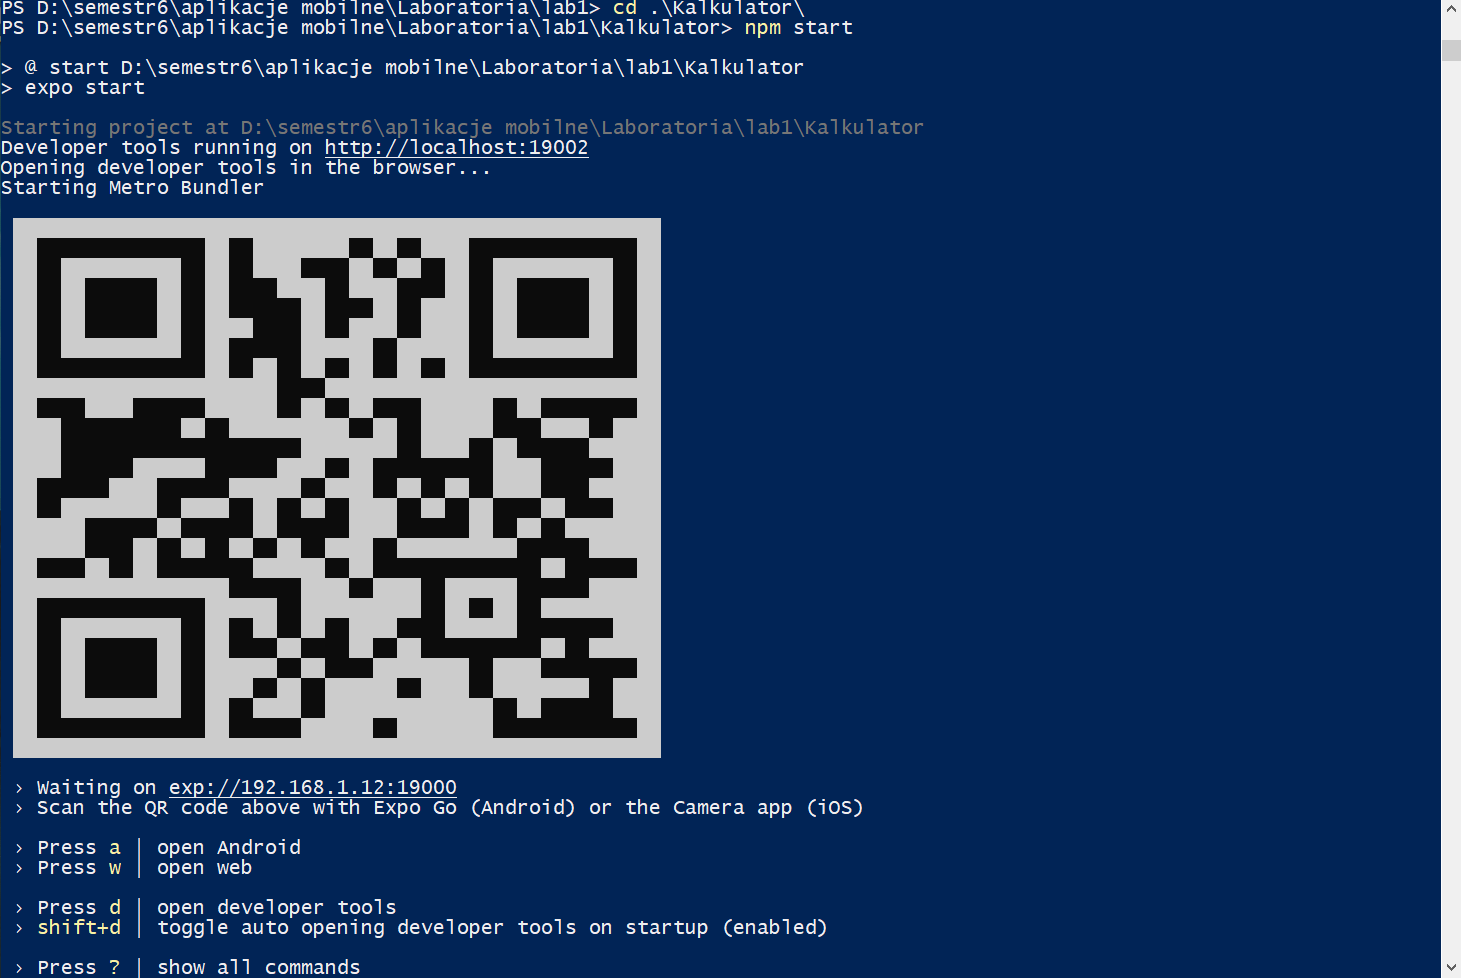 PS D:\semestr6\aplikacje mobilne\Laboratoria\lab1> cd .\Kalkulator\
PS D:\semestr6\aplikacje mobilne\Laboratoria\lab1\Kalkulator> npm start
> @ start D:\semestr6\aplikacje mobilne\Laboratoria\lab1\Kalkulator
> expo start
Starting project at D:\semestr6\aplikacje mobilne\Laboratoria\lab1\Kalkulator
Developer tools running on http://localhost:19002
Opening developer tools in the browser...
Starting Metro Bundler
› Waiting on exp://192.168.1.12:19000
› Scan the QR code above with Expo Go (Android) or the Camera app (iOS)
› Press a │ open Android
› Press w │ open web
› Press d │ open developer tools
› shift+d │ toggle auto opening developer tools on startup (enabled)
› Press ? │ show all commands